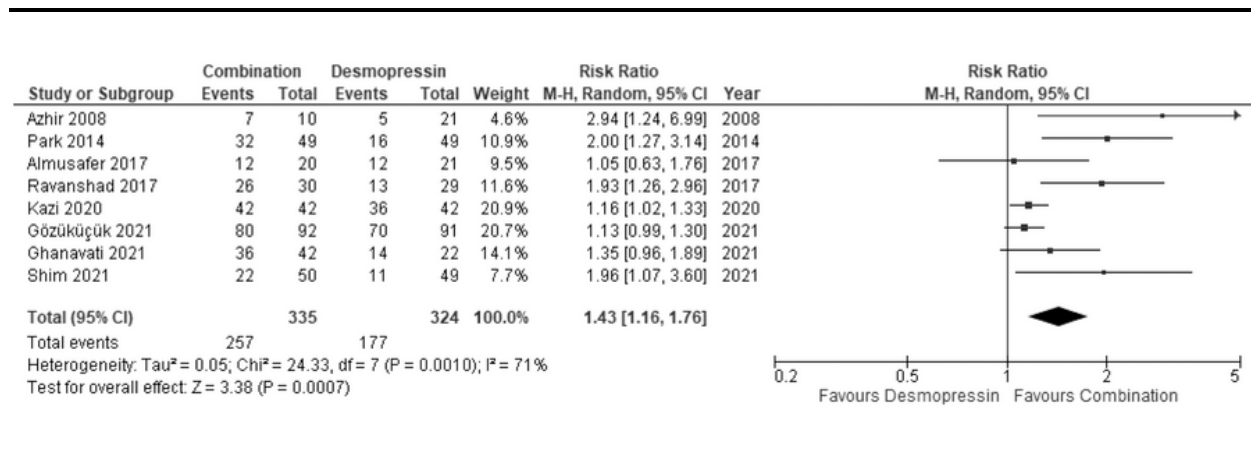 Combination Desmopressin Risk Ratio Risk Ratio
Study or Subgroup Events Total Events Total Weight M-H, Random, 95% CI Year M-H, Random, 95% CI
Azhir 2008 7 10 5 21 4.6% 2.94 [1.24, 6.99] 2008
Park 2014 32 49 16 49 10.9% 2.00 [1.27, 3.14] 2014
Almusafer 2017 12 20 12 21 9.5% 1.05 [0.63, 1.76] 2017
Ravanshad 2017 26 30 13 29 11.6% 1.93 [1.26, 2.96] 2017
Kazi 2020 42 42 36 42 20.9% 1.16 [1.02, 1.33] 2020
Gözüküçük 2021 80 92 70 91 20.7% 1.13 [0.99, 1.30] 2021
Ghanavati 2021 36 42 14 22 14.1% 1.35 [0.96, 1.89] 2021
Shim 2021 22 50 11 49 7.7% 1.96 [1.07, 3.60] 2021
Total (95% CI) 335 324 100.0% 1.43 [1.16, 1.76]
Total events 257 177
Heterogeneity: Tau² = 0.05; Chi² = 24.33, df = 7 (P = 0.0010); I² = 71%
Test for overall effect: Z = 3.38 (P = 0.0007)
0.2 0.5 1 2 5
Favours Desmopressin Favours Combination